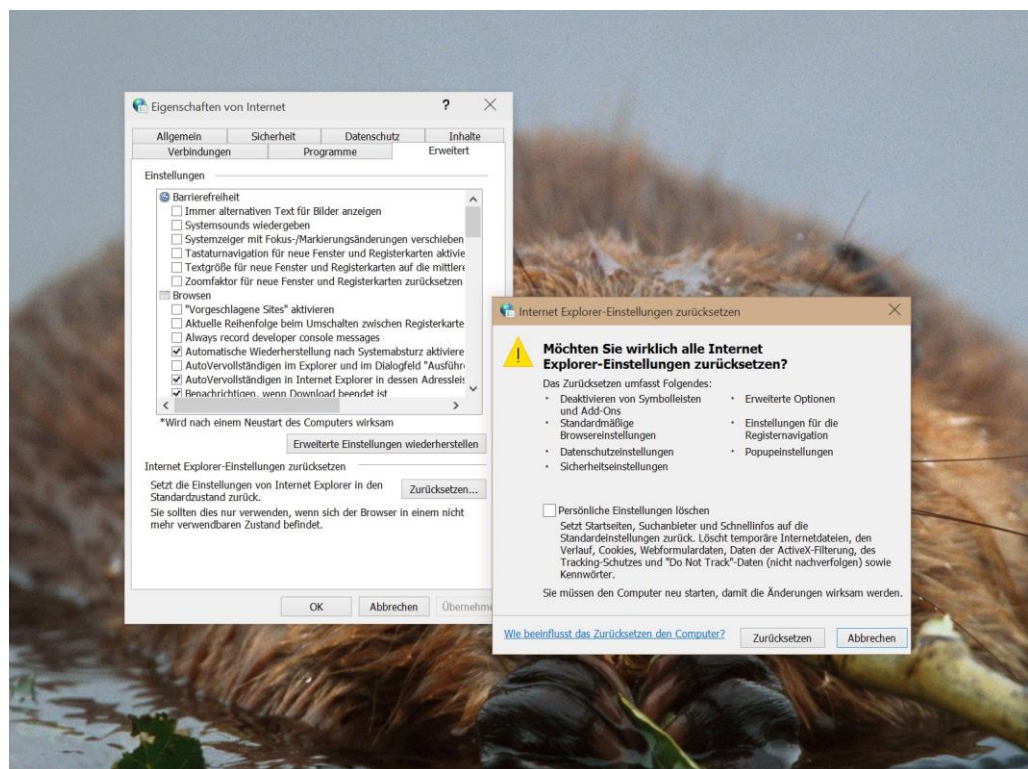 Eigenschaften von Internet
?
Allgemein Sicherheit Datenschutz Inhalte
Verbindungen Programme Erweitert
Einstellungen
Barrierefreiheit
Immer alternativen Text für Bilder anzeigen
Systemsounds wiedergeben
Systemzeiger mit Fokus-/Markierungsänderungen verschieben
Tastaturnavigation für neue Fenster und Registerkarten aktivie
Textgröße für neue Fenster und Registerkarten auf die mittlere
Zoomfaktor für neue Fenster und Registerkarten zurücksetzen
Browsen
"Vorgeschlagene Sites" aktivieren
Aktuelle Reihenfolge beim Umschalten zwischen Registerkarte
Always record developer console messages
Automatische Wiederherstellung nach Systemabsturz aktiviere
AutoVervollständigen im Explorer und im Dialogfeld "Ausführ
AutoVervollständigen in Internet Explorer in dessen Adressleis
Benachrichtigen, wenn Download beendet ist
*Wird nach einem Neustart des Computers wirksam
Erweiterte Einstellungen wiederherstellen
Internet Explorer-Einstellungen zurücksetzen
Setzt die Einstellungen von Internet Explorer in den
Standardzustand zurück.
Zurücksetzen...
Sie sollten dies nur verwenden, wenn sich der Browser in einem nicht
mehr verwendbaren Zustand befindet.
OK Abbrechen Übernehme
Internet Explorer-Einstellungen zurücksetzen
Möchten Sie wirklich alle Internet
Explorer-Einstellungen zurücksetzen?
Das Zurücksetzen umfasst Folgendes:
· Deaktivieren von Symbolleisten
und Add-Ons
· Standardmäßige
Browsereinstellungen
· Datenschutzeinstellungen
· Sicherheitseinstellungen
· Erweiterte Optionen
· Einstellungen für die
Registernavigation
· Popupeinstellungen
Persönliche Einstellungen löschen
Setzt Startseiten, Suchanbieter und Schnellinfos auf die
Standardeinstellungen zurück. Löscht temporäre Internetdateien, den
Verlauf, Cookies, Webformulardaten, Daten der ActiveX-Filterung, des
Tracking-Schutzes und "Do Not Track"-Daten (nicht nachverfolgen) sowie
Kennwörter.
Sie müssen den Computer neu starten, damit die Änderungen wirksam werden.
Wie beeinflusst das Zurücksetzen den Computer?
Zurücksetzen Abbrechen